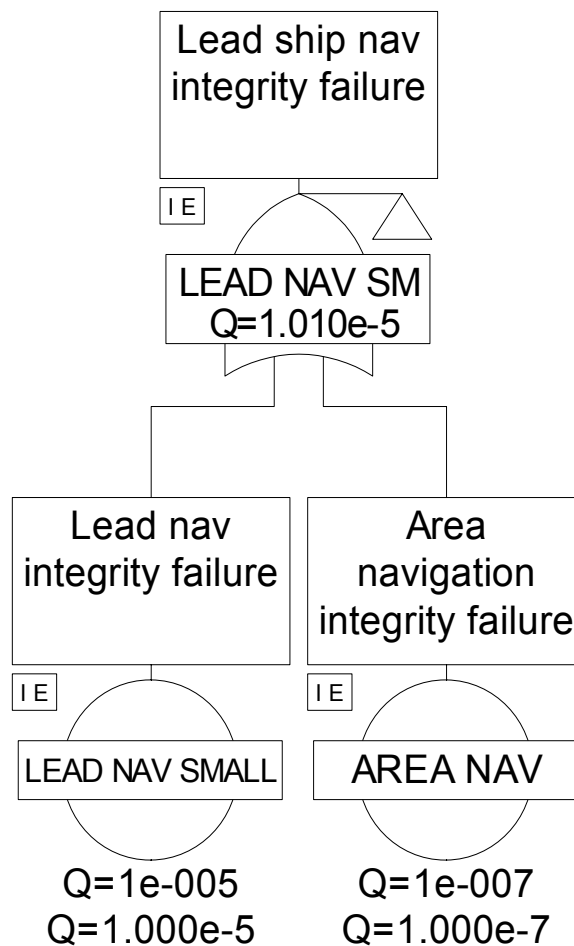 Lead ship nav
integrity failure
I E
LEAD NAV SM
Q=1.010e-5
Lead nav
integrity failure
I E
LEAD NAV SMALL
Q=1e-005
Q=1.000e-5
Area
navigation
integrity failure
I E
AREA NAV
Q=1e-007
Q=1.000e-7